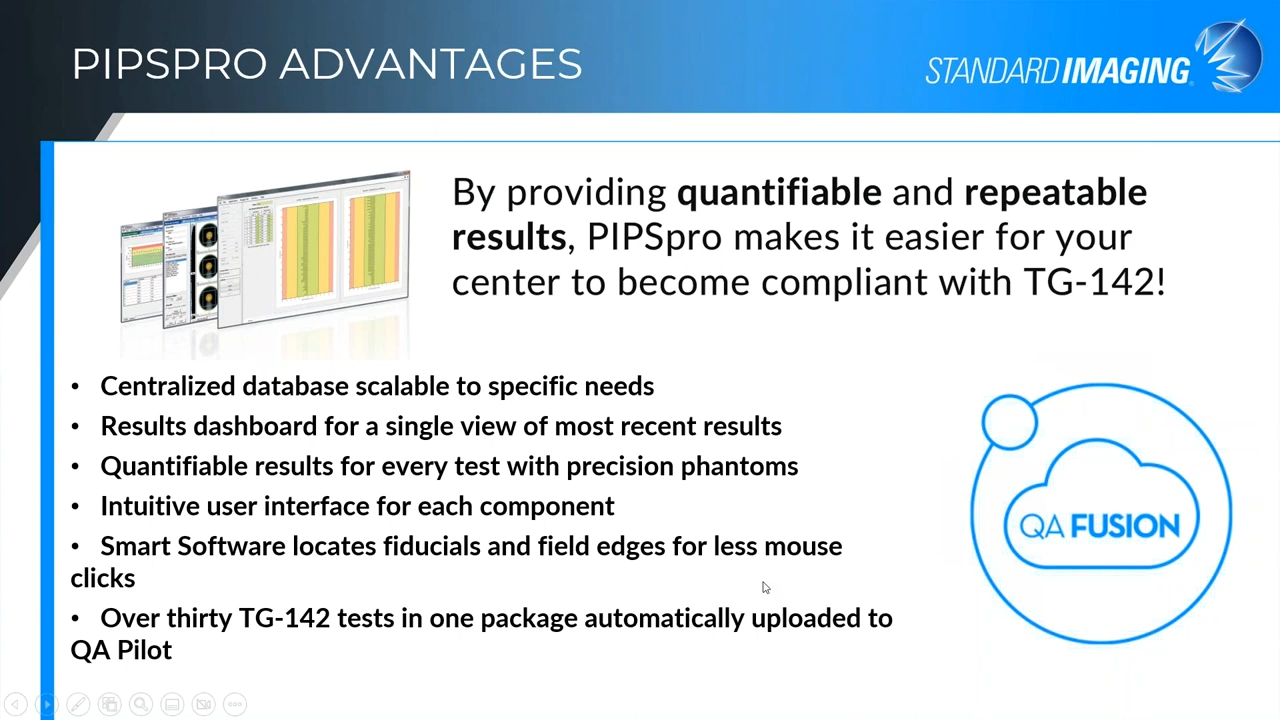 PIPSPRO ADVANTAGES
STANDARD IMAGING
By providing quantifiable and repeatable
results, PIPSpro makes it easier for your
center to become compliant with TG-142!
• Centralized database scalable to specific needs
• Results dashboard for a single view of most recent results
• Quantifiable results for every test with precision phantoms
• Intuitive user interface for each component
• Smart Software locates fiducials and field edges for less mouse
clicks
• Over thirty TG-142 tests in one package automatically uploaded to
QA Pilot
QA FUSION